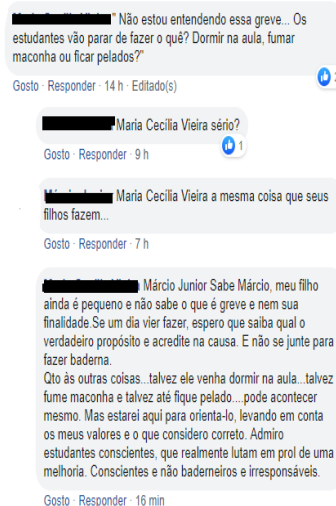 " Não estou entendendo essa greve... Os
estudantes vão parar de fazer o quê? Dormir na aula, fumar
maconha ou ficar pelados?"
Gosto · Responder · 14 h · Editado(s)
Maria Cecília Vieira sério?
1
Gosto · Responder · 9 h
Maria Cecília Vieira a mesma coisa que seus
filhos fazem...
Gosto · Responder · 7 h
Márcio Junior Sabe Márcio, meu filho
ainda é pequeno e não sabe o que é greve e nem sua
finalidade.Se um dia vier fazer, espero que saiba qual o
verdadeiro propósito e acredite na causa. E não se junte para
fazer baderna.
Qto às outras coisas...talvez ele venha dormir na aula...talvez
fume maconha e talvez até fique pelado....pode acontecer
mesmo. Mas estarei aqui para orienta-lo, levando em conta
os meus valores e o que considero correto. Admiro
estudantes conscientes, que realmente lutam em prol de uma
melhoria. Conscientes e não baderneiros e irresponsáveis.
Gosto · Responder · 16 min